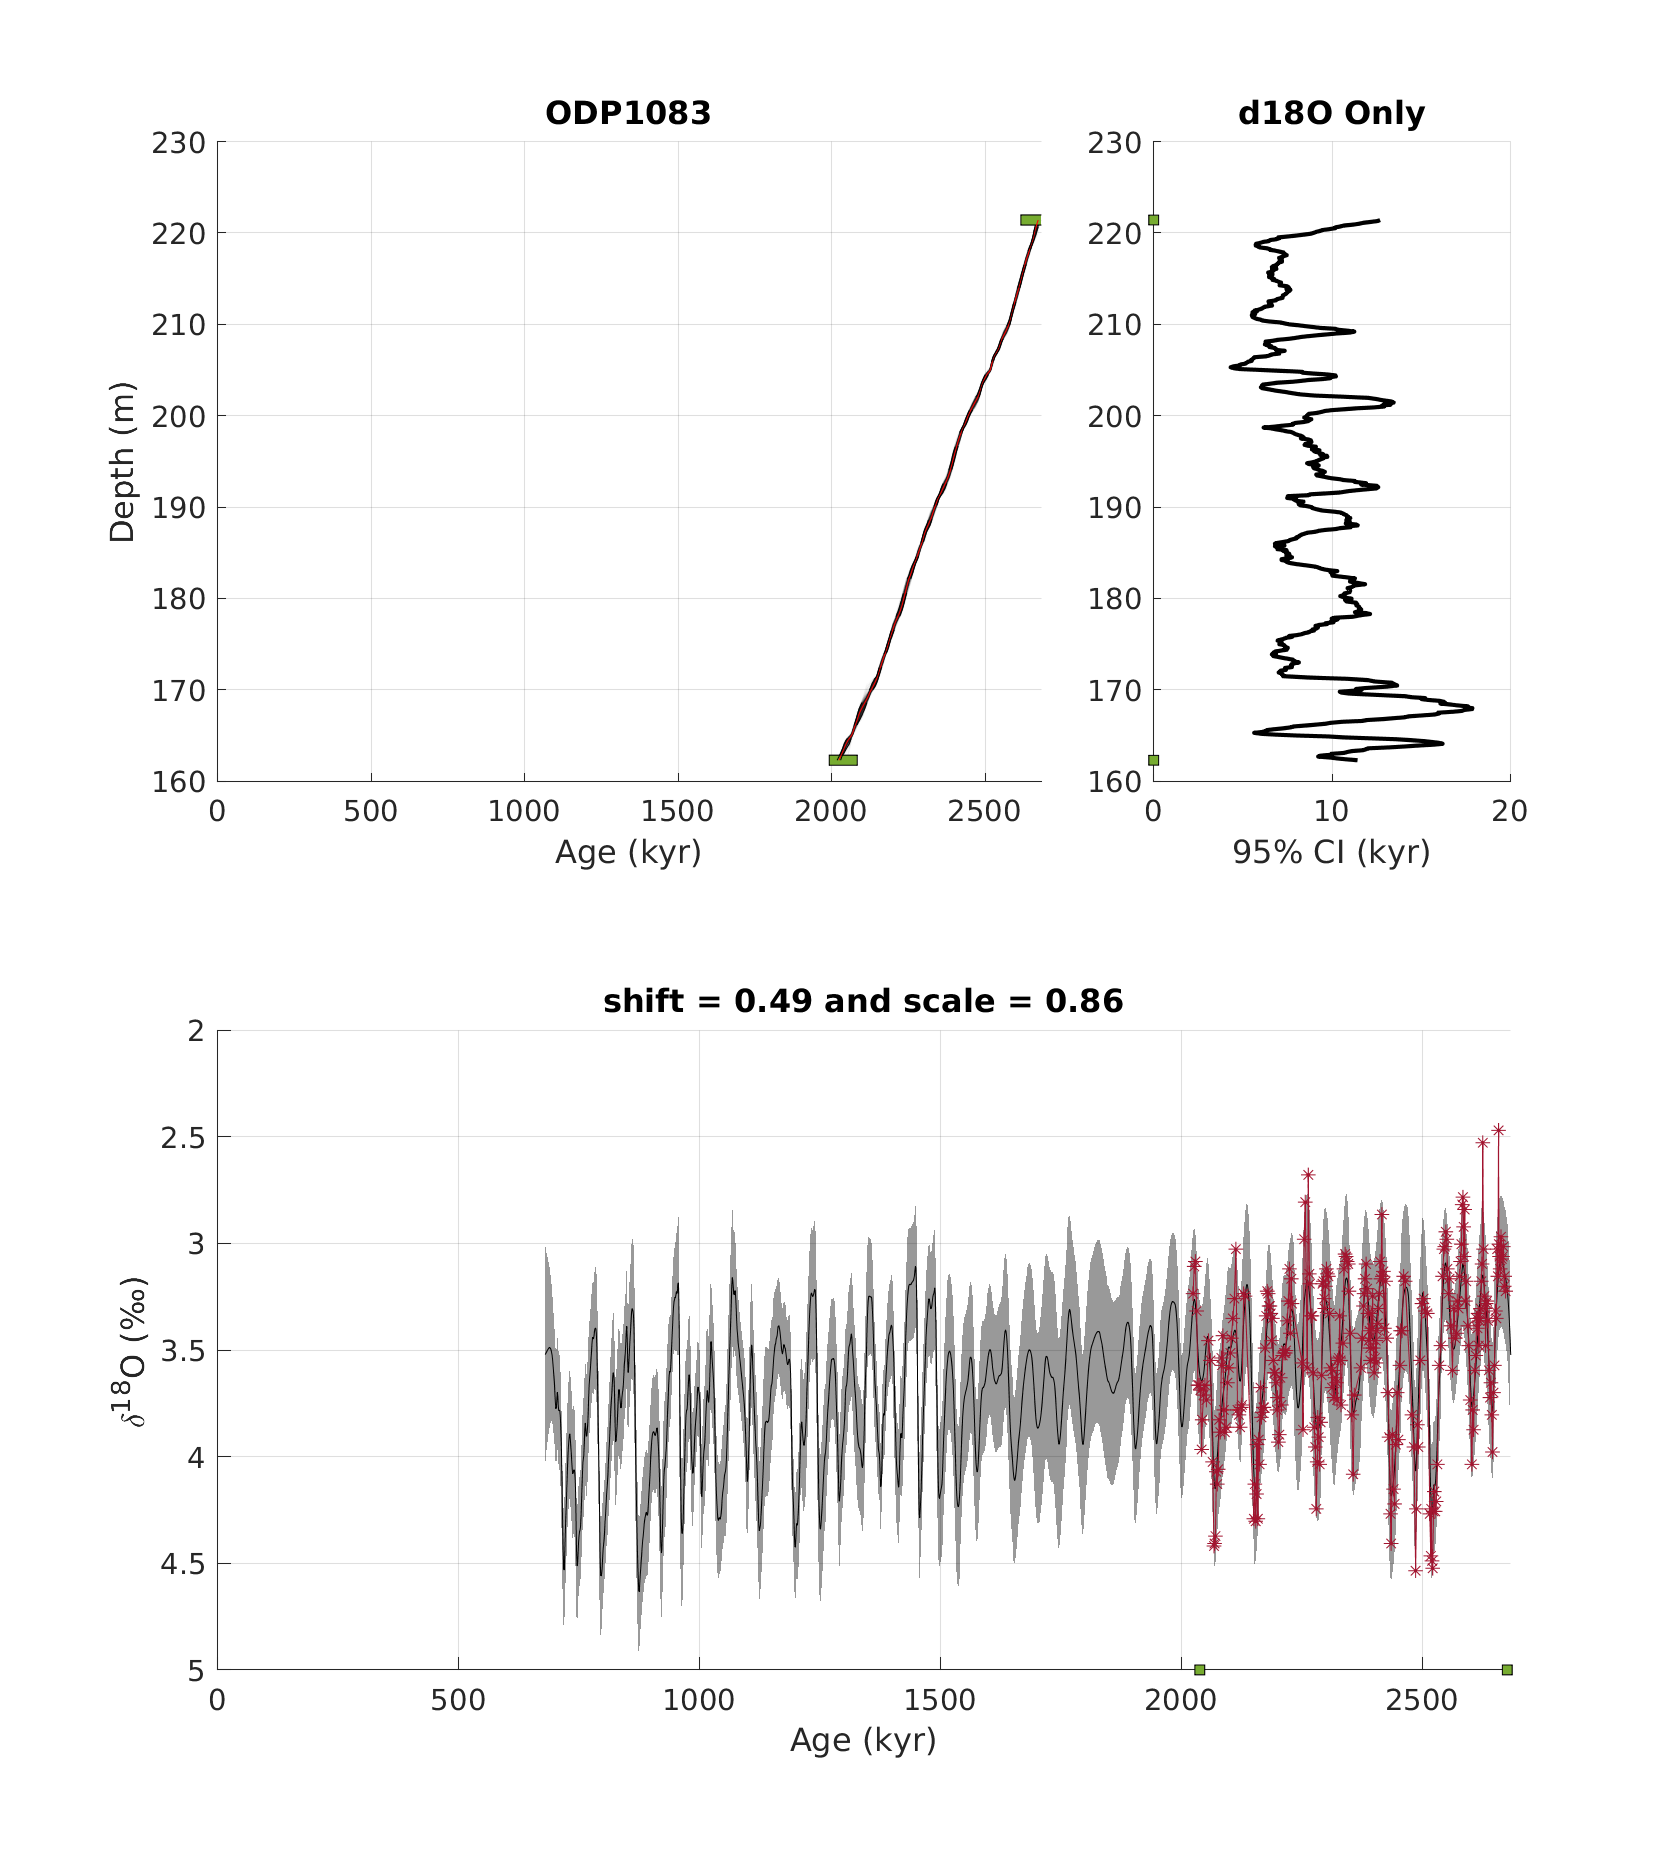 ODP1083
d18O Only
230
220
210
200
190
180
170
160
Depth (m)
0 500 1000 1500 2000 2500
Age (kyr)
230
220
210
200
190
180
170
160
0 10 20
95% CI (kyr)
shift = 0.49 and scale = 0.86
2
2.5
3
3.5
4
4.5
5
δ¹⁸O (‰)
0 500 1000 1500 2000 2500
Age (kyr)